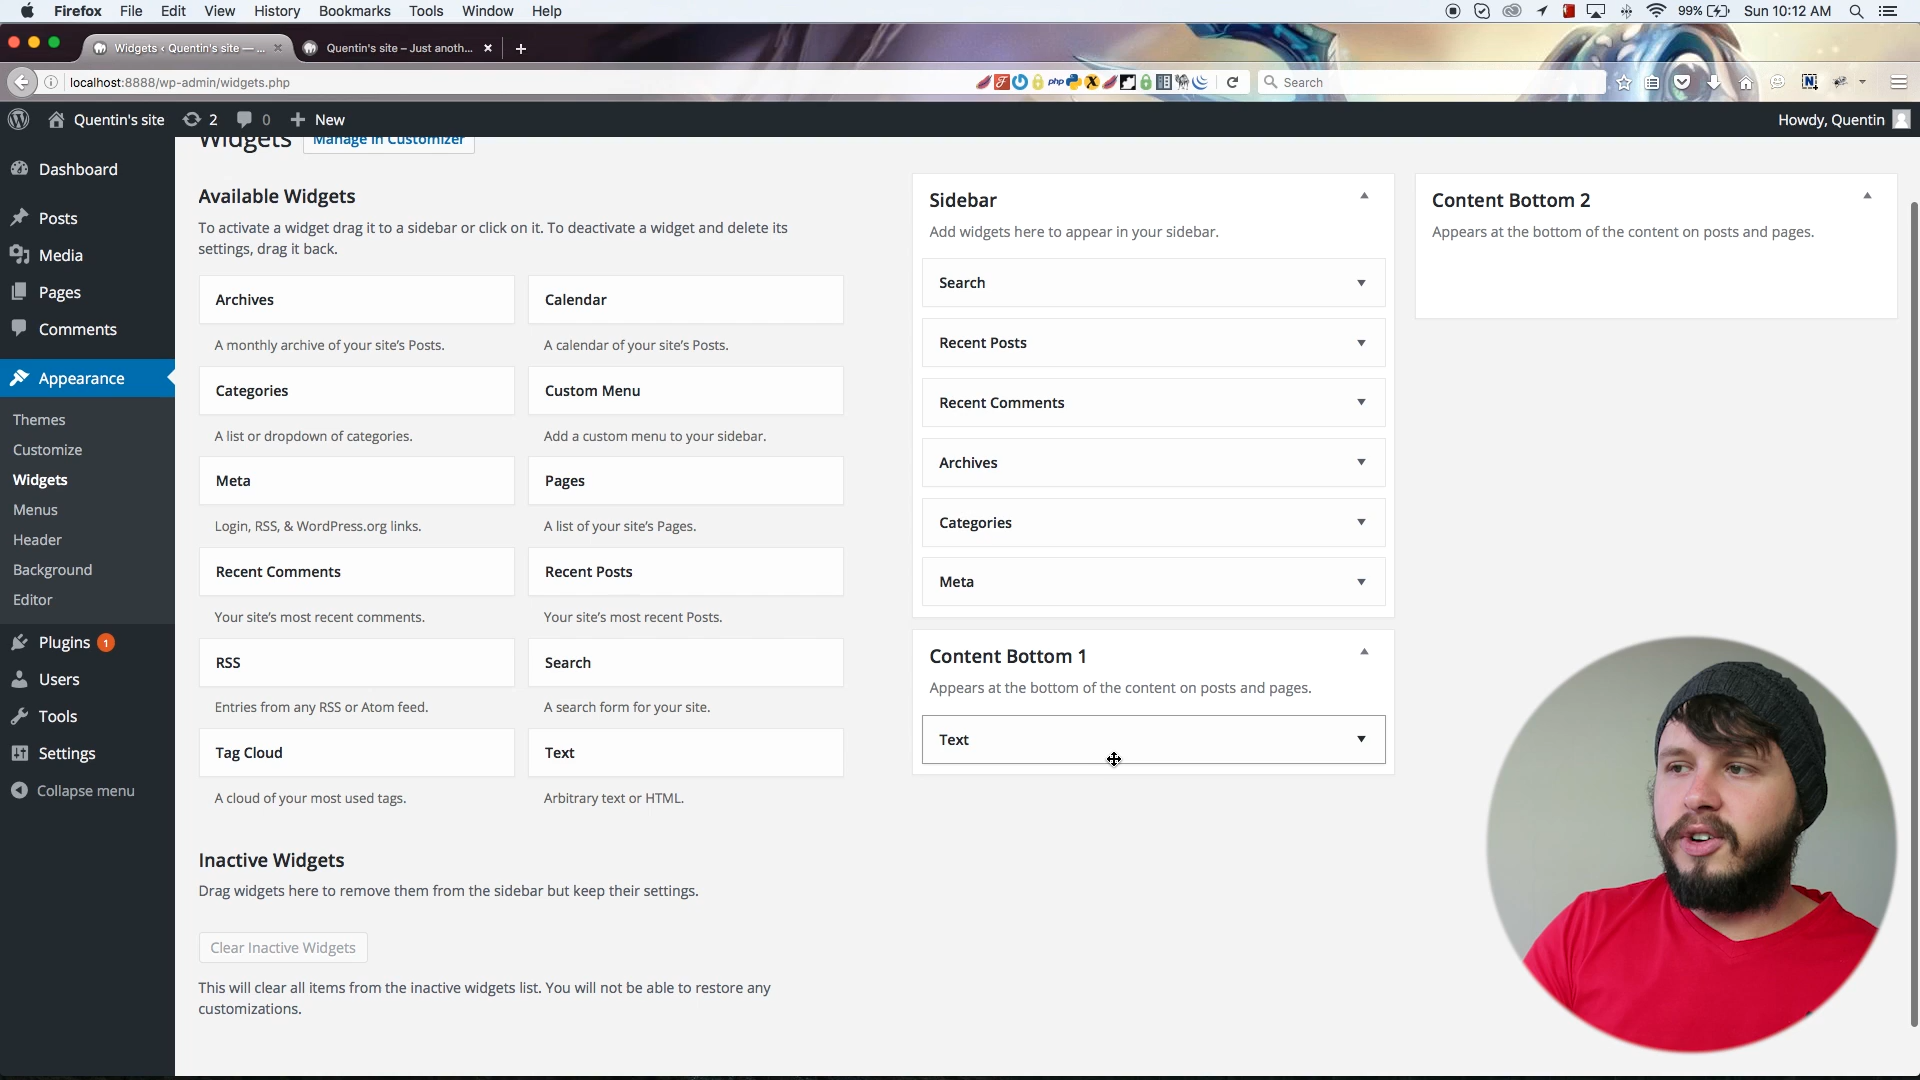 Firefox File Edit View History Bookmarks Tools Window Help
99% Sun 10:12 AM
Widgets ‹ Quentin's site — ...
Quentin's site – Just anoth...
localhost:8888/wp-admin/widgets.php
php
Search
Quentin's site 2 0 New
Howdy, Quentin
Dashboard
Posts
Media
Pages
Comments
Appearance
Themes
Customize
Widgets
Menus
Header
Background
Editor
Plugins 1
Users
Tools
Settings
Collapse menu
Widgets Manage in Customizer
Available Widgets
To activate a widget drag it to a sidebar or click on it. To deactivate a widget and delete its
settings, drag it back.
Archives
A monthly archive of your site’s Posts.
Calendar
A calendar of your site’s Posts.
Categories
A list or dropdown of categories.
Custom Menu
Add a custom menu to your sidebar.
Meta
Login, RSS, & WordPress.org links.
Pages
A list of your site’s Pages.
Recent Comments
Your site’s most recent comments.
Recent Posts
Your site’s most recent Posts.
RSS
Entries from any RSS or Atom feed.
Search
A search form for your site.
Tag Cloud
A cloud of your most used tags.
Text
Arbitrary text or HTML.
Inactive Widgets
Drag widgets here to remove them from the sidebar but keep their settings.
Clear Inactive Widgets
This will clear all items from the inactive widgets list. You will not be able to restore any
customizations.
Sidebar
Add widgets here to appear in your sidebar.
Search
Recent Posts
Recent Comments
Archives
Categories
Meta
Content Bottom 1
Appears at the bottom of the content on posts and pages.
Text
Content Bottom 2
Appears at the bottom of the content on posts and pages.